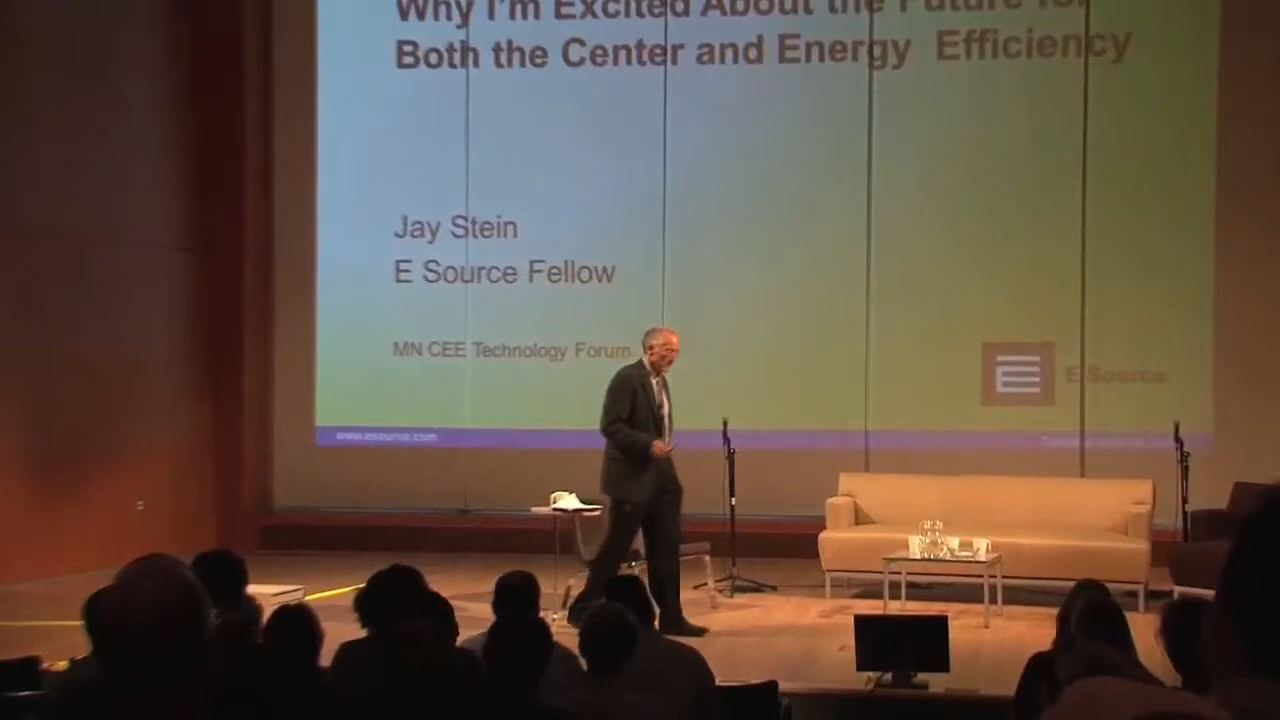 Why I'm Excited About the Future for
Both the Center and Energy Efficiency
Jay Stein
E Source Fellow
MN CEE Technology Forum
E Source
www.esource.com